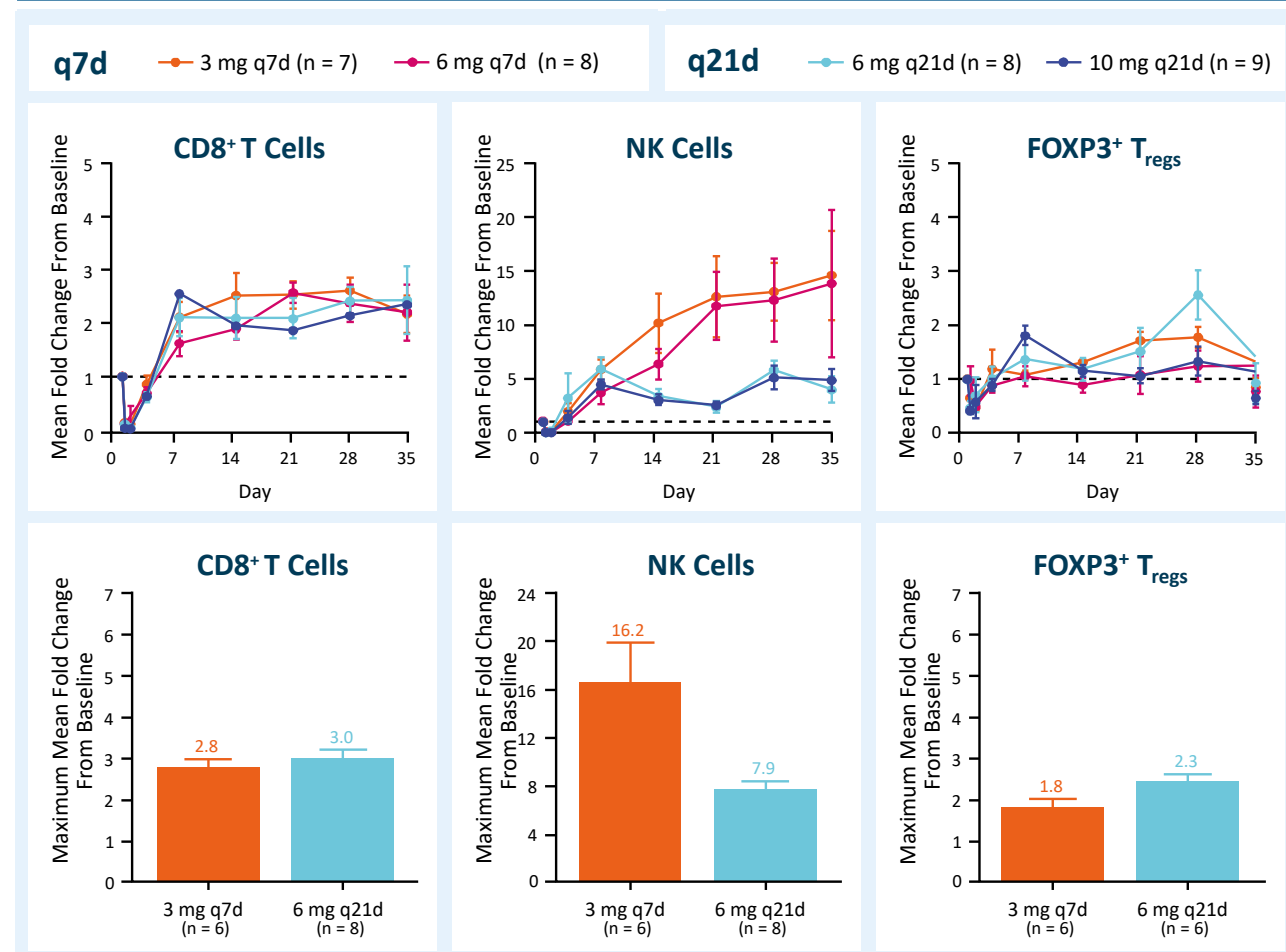 q7d
3 mg q7d (n = 7)
6 mg q7d (n = 8)
q21d
6 mg q21d (n = 8)
10 mg q21d (n = 9)
CD8+ T Cells
Mean Fold Change From Baseline
5
4
3
2
1
0
0 7 14 21 28 35
Day
NK Cells
Mean Fold Change From Baseline
25
20
15
10
5
0
0 7 14 21 28 35
Day
FOXP3+ Tregs
Mean Fold Change From Baseline
5
4
3
2
1
0
0 7 14 21 28 35
Day
CD8+ T Cells
Maximum Mean Fold Change
From Baseline
7
6
5
4
3
2
1
0
2.8
3.0
3 mg q7d 6 mg q21d
(n = 6) (n = 8)
NK Cells
Maximum Mean Fold Change
From Baseline
24
20
16
12
8
4
0
16.2
7.9
3 mg q7d 6 mg q21d
(n = 6) (n = 8)
FOXP3+ Tregs
Maximum Mean Fold Change
From Baseline
7
6
5
4
3
2
1
0
1.8
2.3
3 mg q7d 6 mg q21d
(n = 6) (n = 6)